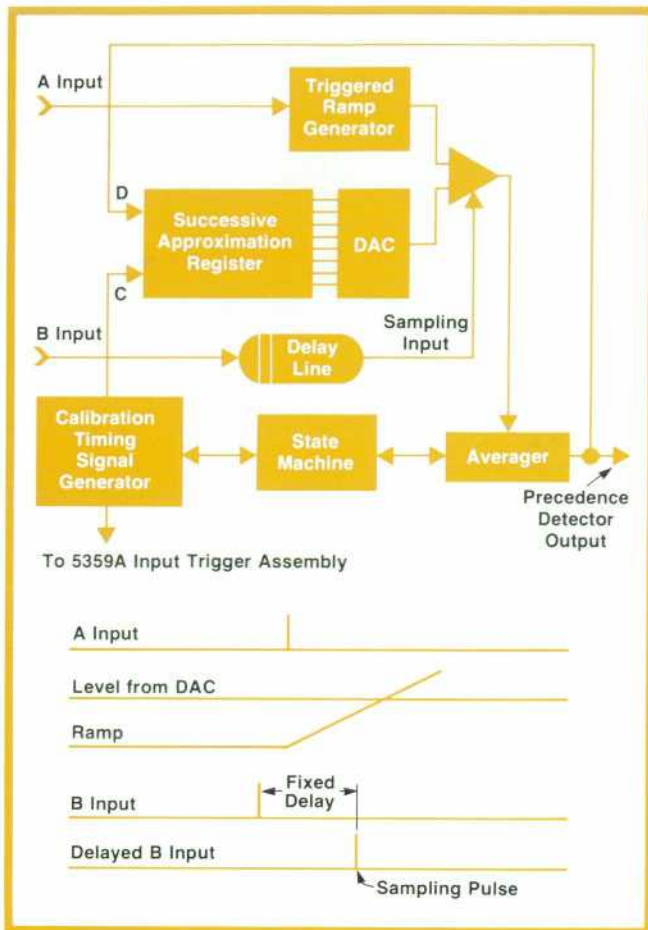 A Input
Triggered
Ramp
Generator
D
Successive
Approximation
Register
DAC
C
B Input
Sampling
Input
Delay
Line
Calibration
Timing
Signal
Generator
State
Machine
Averager
Precedence
Detector
Output
To 5359A Input Trigger Assembly
A Input
Level from DAC
Ramp
Fixed
Delay
B Input
Delayed B Input
Sampling Pulse